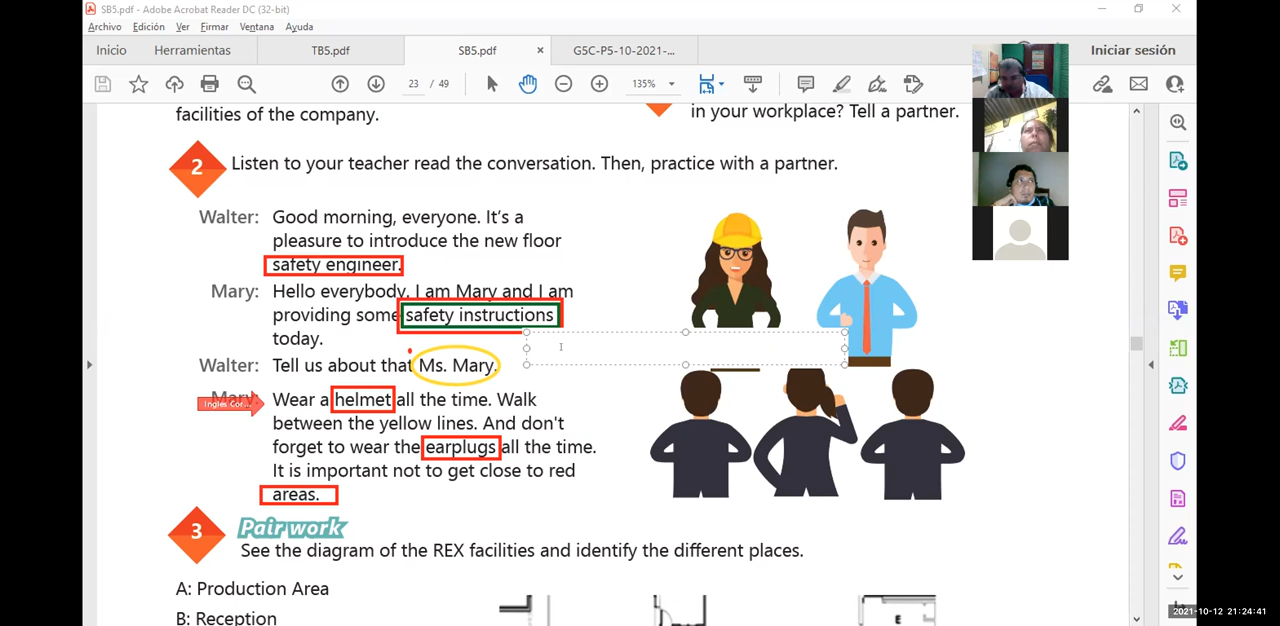 SB5.pdf - Adobe Acrobat Reader DC (32-bit)
Archivo Edición Ver Firmar Ventana Ayuda
Inicio Herramientas TB5.pdf SB5.pdf × G5C-P5-10-2021-... Iniciar sesión
23 / 49 135%
facilities of the company.
in your workplace? Tell a partner.
2 Listen to your teacher read the conversation. Then, practice with a partner.
Walter: Good morning, everyone. It's a
pleasure to introduce the new floor
safety engineer.
Mary: Hello everybody, I am Mary and I am
providing some safety instructions
today.
Walter: Tell us about that Ms. Mary.
Mary: Wear a helmet all the time. Walk
Ingles Cor...
between the yellow lines. And don't
forget to wear the earplugs all the time.
It is important not to get close to red
areas.
3 Pair work
See the diagram of the REX facilities and identify the different places.
A: Production Area
B: Reception
E
2021-10-12 21:24:41